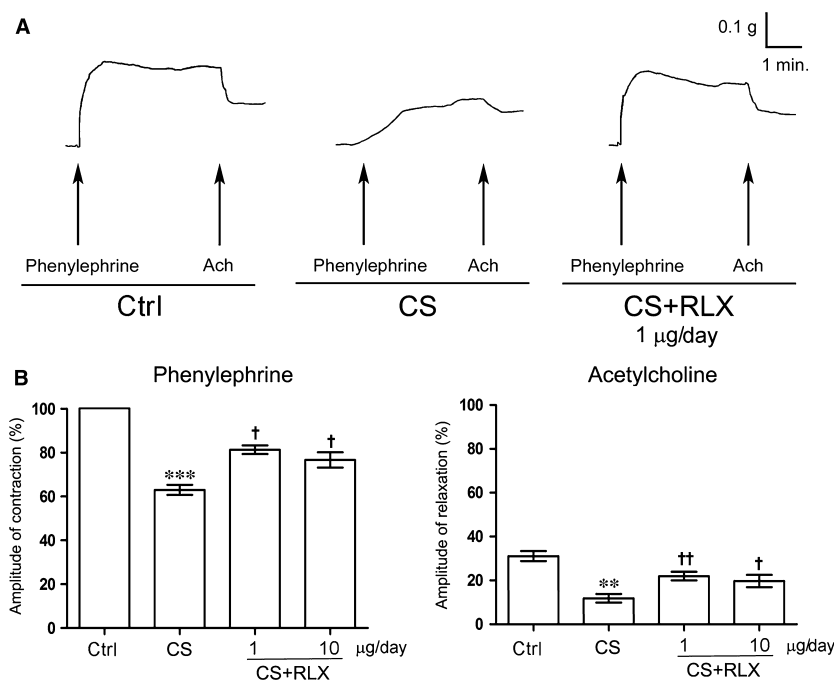 A
0.1 g
1 min.
Phenylephrine Ach Phenylephrine Ach Phenylephrine Ach
Ctrl CS CS+RLX
1 µg/day
B
Phenylephrine
Amplitude of contraction (%)
100
80
60
40
20
0
***
†
†
Ctrl CS 1 10 µg/day
CS+RLX
Acetylcholine
Amplitude of relaxation (%)
100
80
60
40
20
0
**
††
†
Ctrl CS 1 10 µg/day
CS+RLX